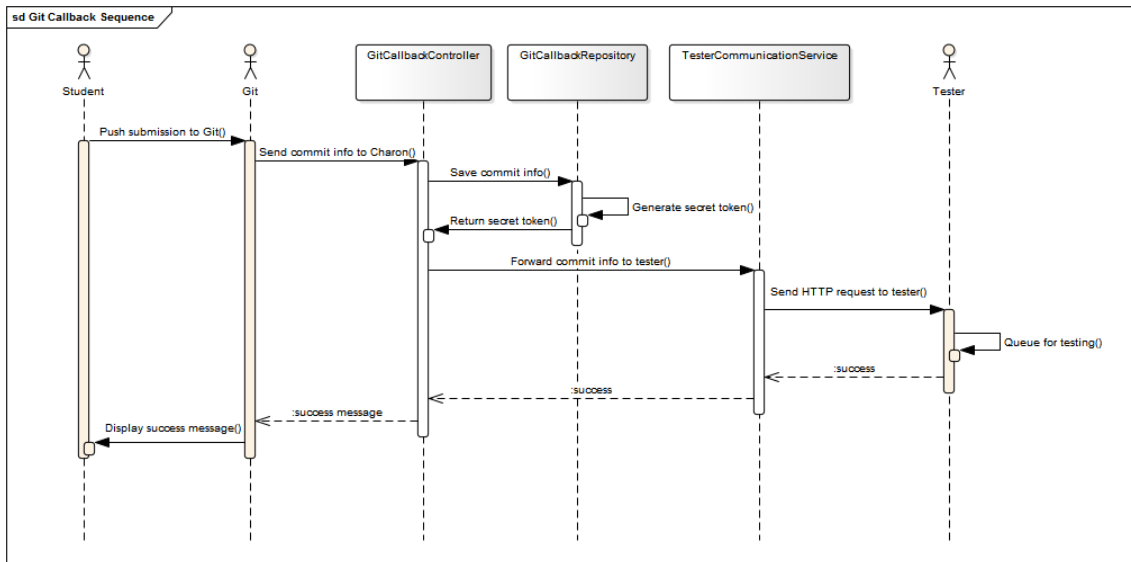 sd Git Callback Sequence
Student
Git
GitCallbackController
GitCallbackRepository
TesterCommunicationService
Tester
Push submission to Git()
Send commit info to Charon()
Save commit info()
Generate secret token()
Return secret token()
Forward commit info to tester()
Send HTTP request to tester()
Queue for testing()
:success
:success
:success message
Display success message()